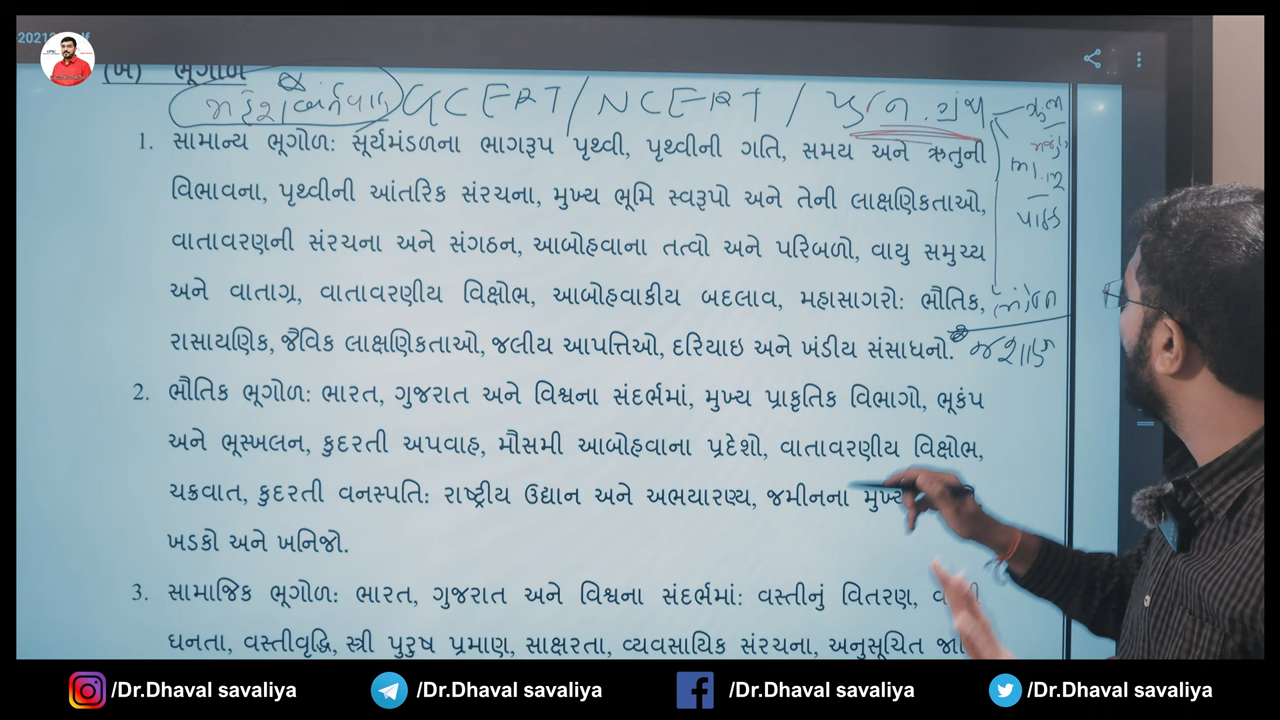 (ખ) ભૂગોળ
GCERT / NCERT /
1. સામાન્ય ભૂગોળ: સૂર્યમંડળના ભાગરૂપ પૃથ્વી, પૃથ્વીની ગતિ, સમય અને ઋતુની
વિભાવના, પૃથ્વીની આંતરિક સંરચના, મુખ્ય ભૂમિ સ્વરૂપો અને તેની લાક્ષણિકતાઓ,
વાતાવરણની સંરચના અને સંગઠન, આબોહવાના તત્વો અને પરિબળો, વાયુ સમુચ્ય
અને વાતાગ્ર, વાતાવરણીય વિક્ષોભ, આબોહવાકીય બદલાવ, મહાસાગરો: ભૌતિક,
રાસાયણિક, જૈવિક લાક્ષણિકતાઓ, જલીય આપત્તિઓ, દરિયાઇ અને ખંડીય સંસાધનો.
2. ભૌતિક ભૂગોળ: ભારત, ગુજરાત અને વિશ્વના સંદર્ભમાં, મુખ્ય પ્રાકૃતિક વિભાગો, ભૂકંપ
અને ભૂસ્ખલન, કુદરતી અપવાહ, મૌસમી આબોહવાના પ્રદેશો, વાતાવરણીય વિક્ષોભ,
ચક્રવાત, કુદરતી વનસ્પતિ: રાષ્ટ્રીય ઉદ્યાન અને અભયારણ્ય, જમીનના
ખડકો અને ખનિજો.
3. સામાજિક ભૂગોળ: ભારત, ગુજરાત અને વિશ્વના સંદર્ભમાં: વસ્તીનું વિતરણ,
ઘનતા, વસ્તીવૃદ્ધિ, સ્ત્રી પુરુષ પ્રમાણ, સાક્ષરતા, વ્યવસાયિક સંરચના, અનુસૂચિત
/Dr.Dhaval savaliya /Dr.Dhaval savaliya /Dr.Dhaval savaliya /Dr.Dhaval savaliya